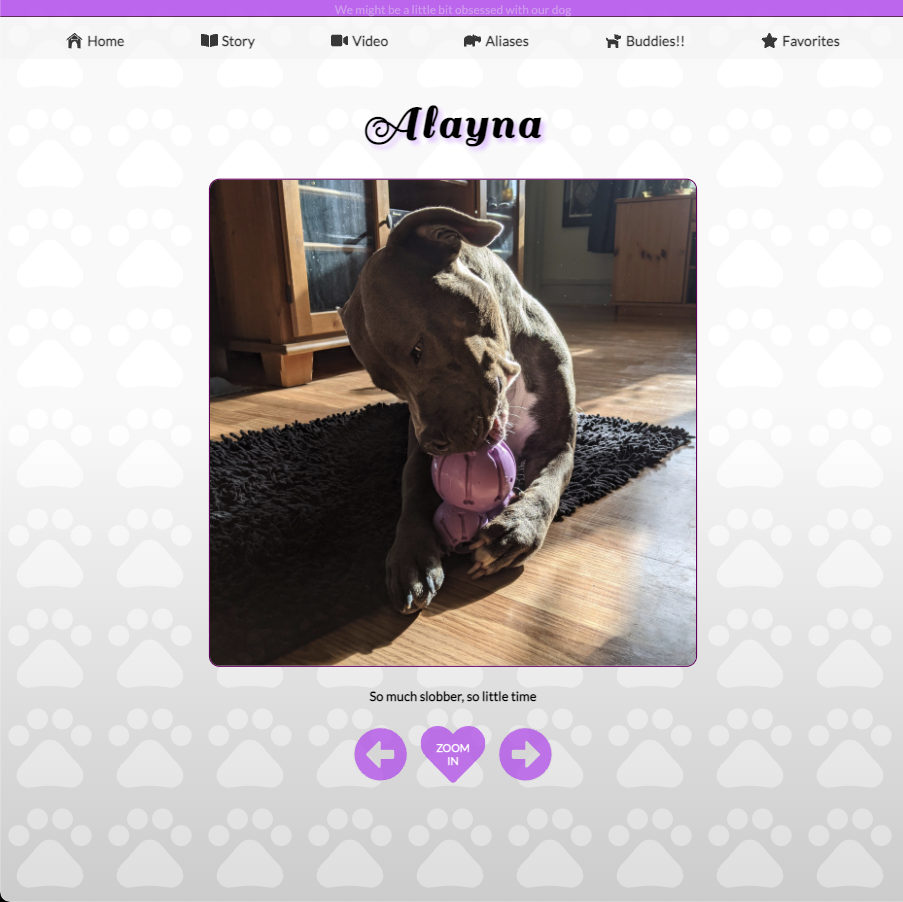 We might be a little bit obsessed with our dog
Home Story Video Aliases Buddies!! Favorites
Alayna
So much slobber, so little time
ZOOM
IN